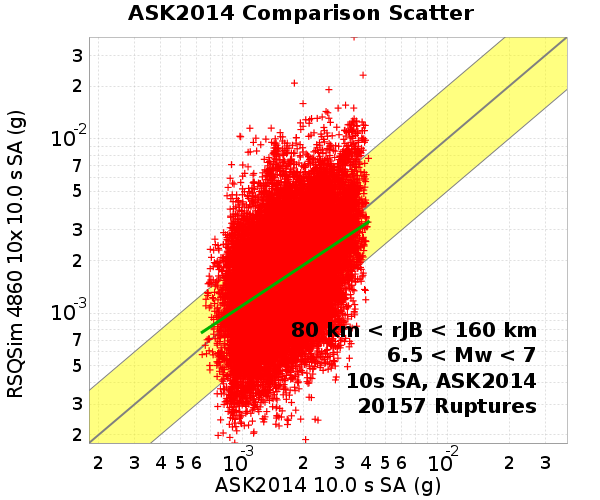 ASK2014 Comparison Scatter
RSQSim 4860 10x 10.0 s SA (g)
3
2
10-2
7
5
3
2
10-3
7
5
3
2
80 km < rJB < 160 km
6.5 < Mw < 7
10s SA, ASK2014
20157 Ruptures
2 3 4 5 6 10-3 2 3 4 5 6 10-2 2 3
ASK2014 10.0 s SA (g)